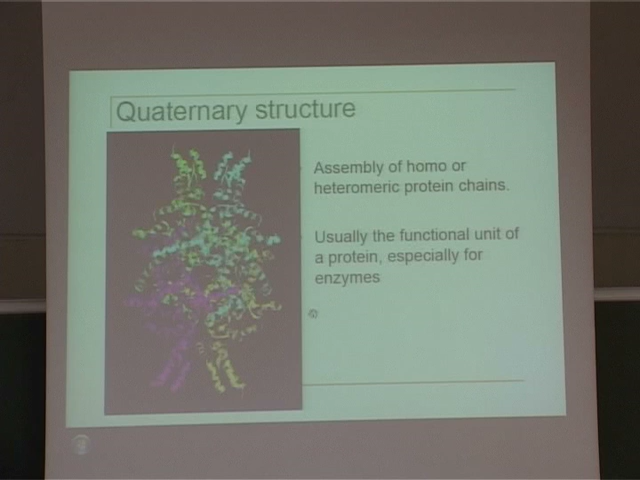 Quaternary structure
Assembly of homo or
heteromeric protein chains.
Usually the functional unit of
a protein, especially for
enzymes